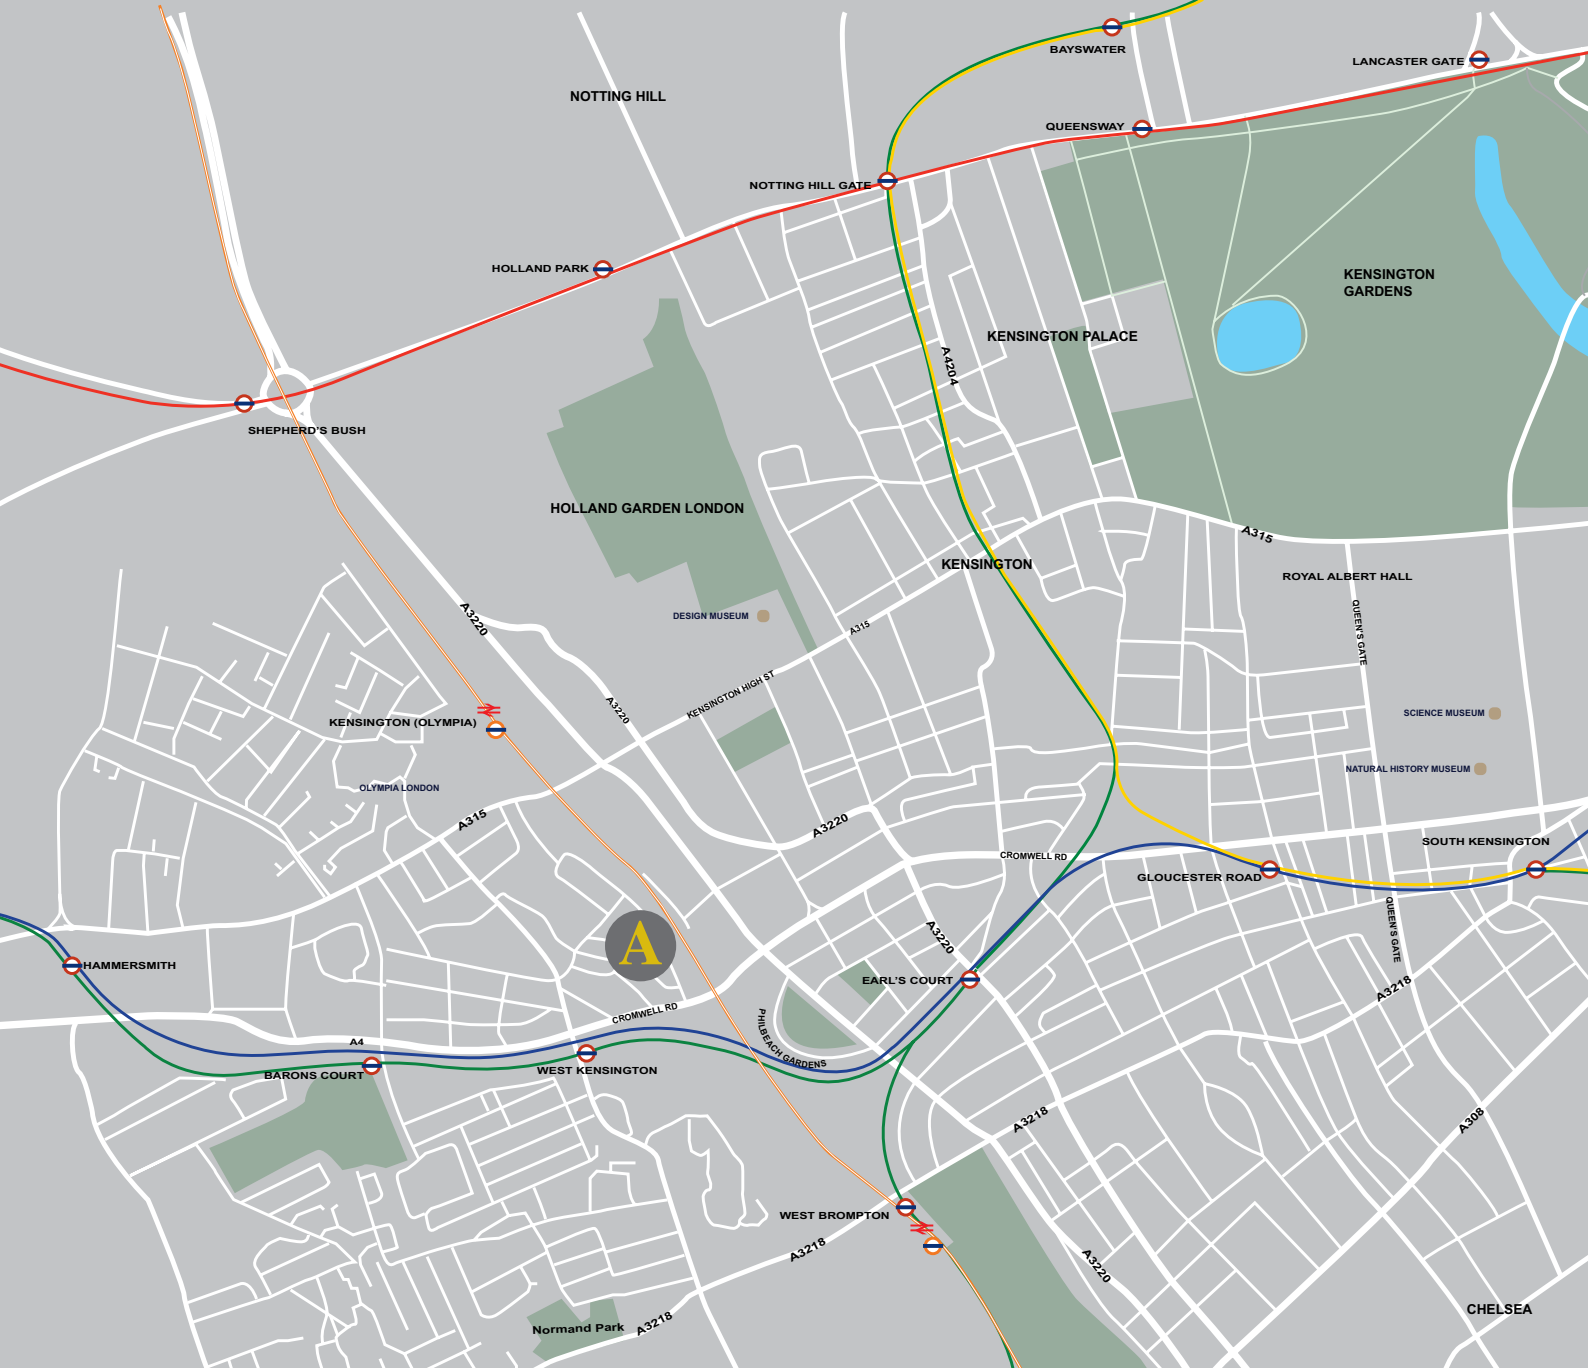 BAYSWATER
LANCASTER GATE
NOTTING HILL
QUEENSWAY
NOTTING HILL GATE
HOLLAND PARK
KENSINGTON
GARDENS
KENSINGTON PALACE
A4204
SHEPHERD'S BUSH
HOLLAND GARDEN LONDON
A315
KENSINGTON
ROYAL ALBERT HALL
QUEEN'S GATE
DESIGN MUSEUM
A3220
A315
KENSINGTON HIGH ST
A3220
KENSINGTON (OLYMPIA)
SCIENCE MUSEUM
NATURAL HISTORY MUSEUM
OLYMPIA LONDON
A315
A3220
CROMWELL RD
SOUTH KENSINGTON
GLOUCESTER ROAD
QUEEN'S GATE
A
A3220
HAMMERSMITH
EARL'S COURT
A3218
CROMWELL RD
PHILBEACH GARDENS
A4
BARONS COURT
WEST KENSINGTON
A3218
A308
WEST BROMPTON
A3218
A3220
CHELSEA
Normand Park
A3218